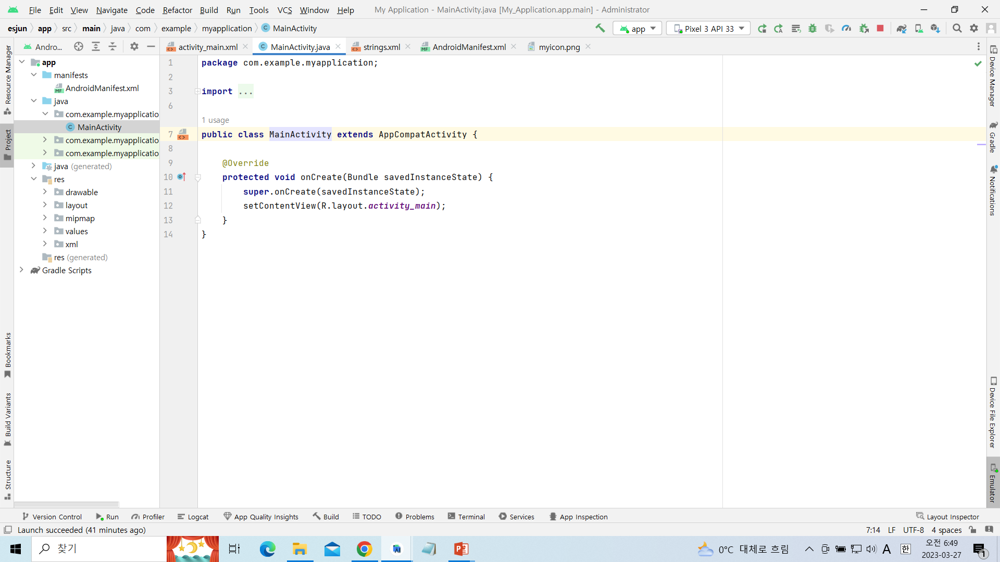 File Edit View Navigate Code Refactor Build Run Tools VCS Window Help My Application - MainActivity.java [My_Application.app.main] - Administrator
esjun app src main java com example myapplication MainActivity app Pixel 3 API 33
Andro... activity_main.xml MainActivity.java strings.xml AndroidManifest.xml myicon.png
Resource Manager
Project
Bookmarks
Build Variants
Structure
app
manifests
AndroidManifest.xml
java
com.example.myapplicatio
MainActivity
com.example.myapplicatio
com.example.myapplicatio
java (generated)
res
drawable
layout
mipmap
values
xml
res (generated)
Gradle Scripts
1 package com.example.myapplication;
2
3 import ...
6
1 usage
7 public class MainActivity extends AppCompatActivity {
8
9 @Override
10 protected void onCreate(Bundle savedInstanceState) {
11 super.onCreate(savedInstanceState);
12 setContentView(R.layout.activity_main);
13 }
14 }
Device Manager
Gradle
Notifications
Device File Explorer
Emulator
Version Control Run Profiler Logcat App Quality Insights Build TODO Problems Terminal Services App Inspection Layout Inspector
Launch succeeded (41 minutes ago) 7:14 LF UTF-8 4 spaces
찾기 0°C 대체로 흐림 A 한 오전 6:49
2023-03-27 1